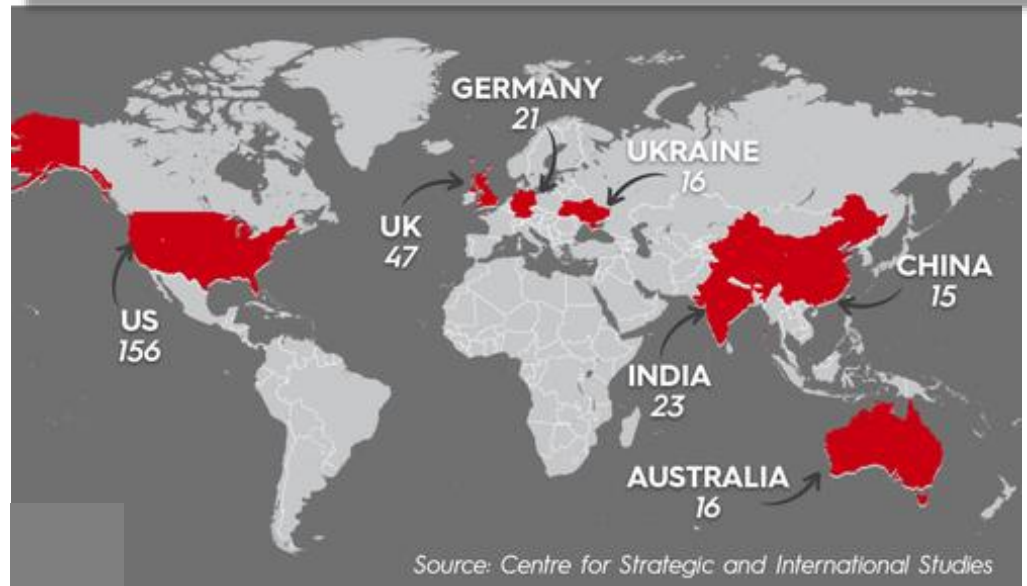 GERMANY
21
UKRAINE
16
UK
47
CHINA
15
US
156
INDIA
23
AUSTRALIA
16
Source: Centre for Strategic and International Studies